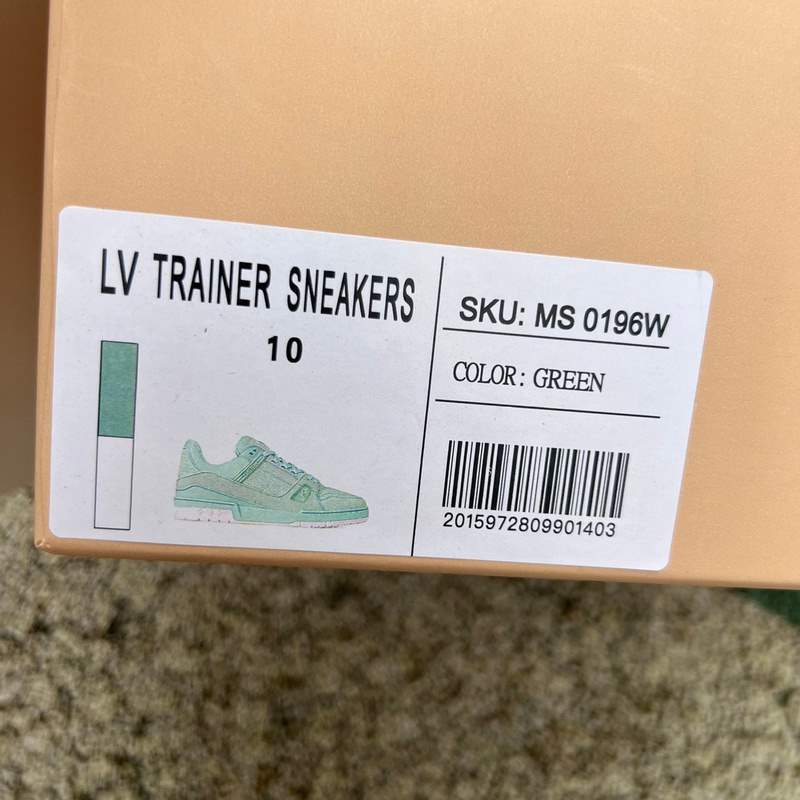 LV TRAINER SNEAKERS
10
SKU: MS 0196W
COLOR: GREEN
2015972809901403